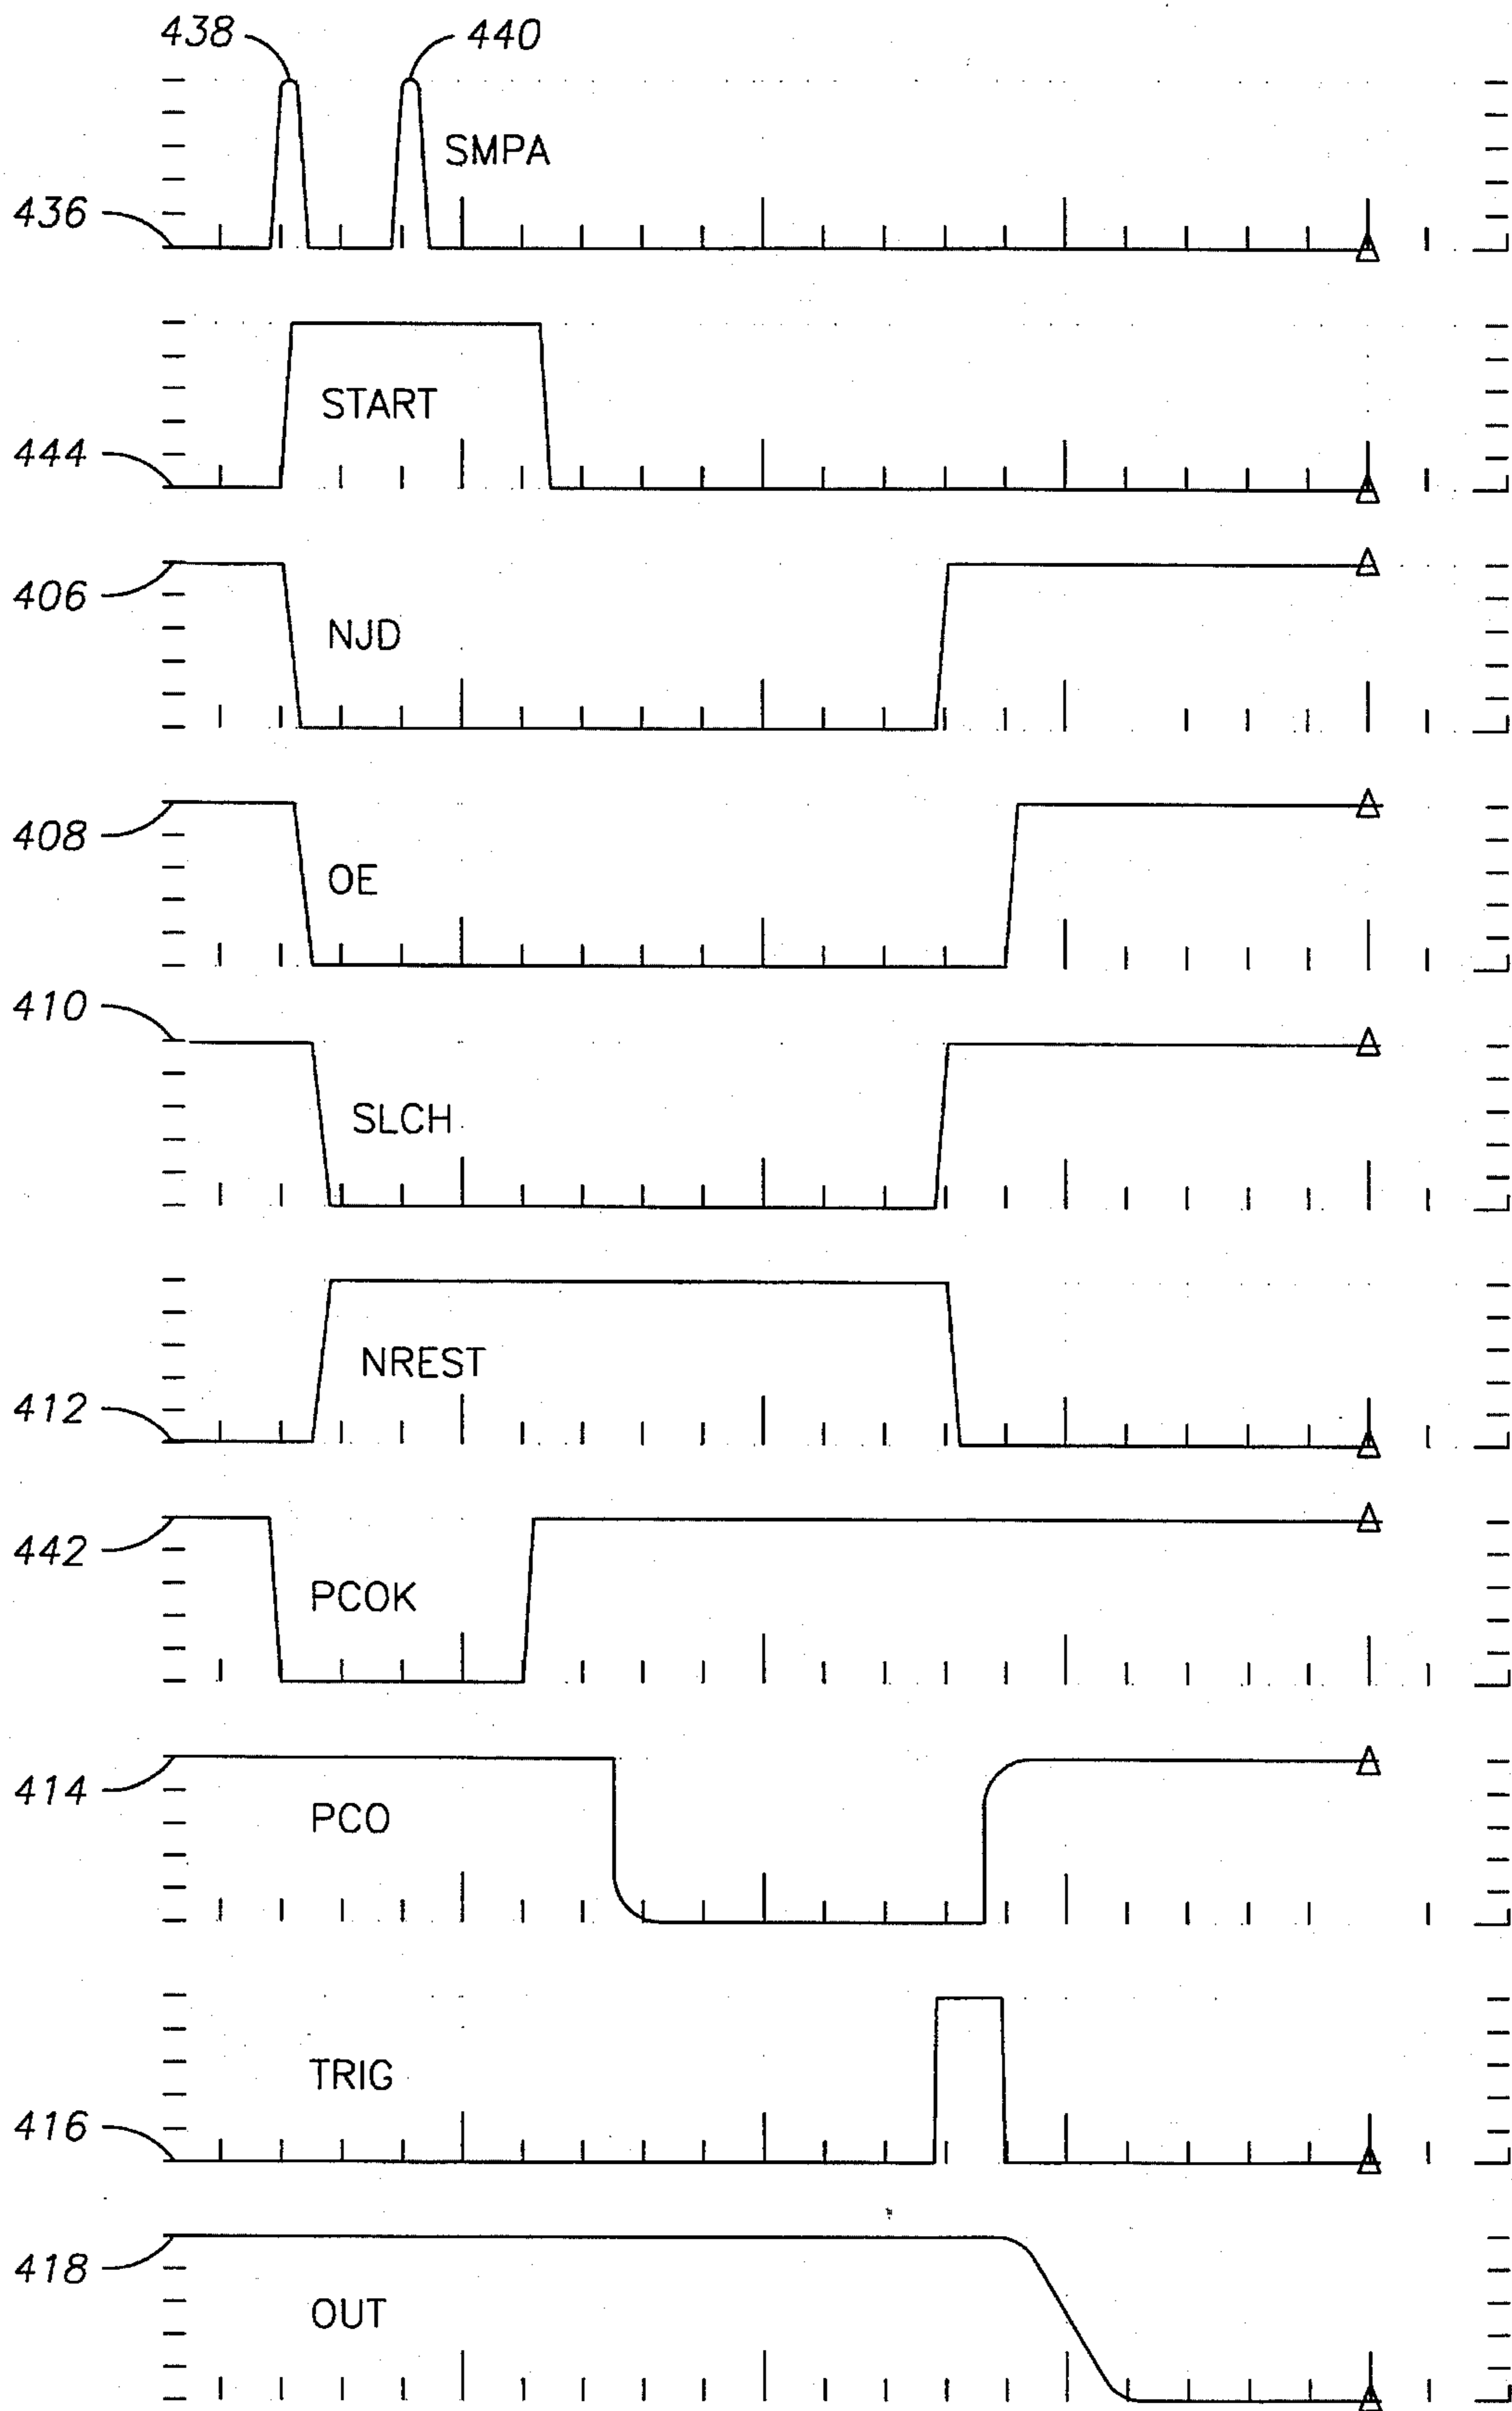 438
440
SMPA
436
START
444
406
NJD
408
OE
410
SLCH
NREST
412
442
PCOK
414
PCO
TRIG
416
418
OUT